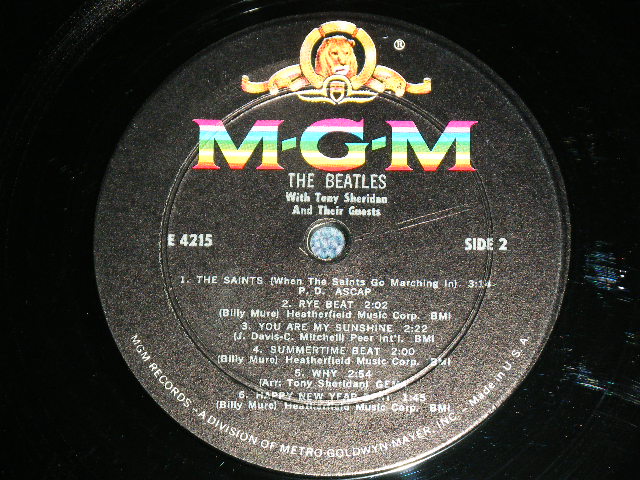 ®
M-G-M
THE BEATLES
With Tony Sheridan
And Their Guests
E 4215
SIDE 2
1. THE SAINTS (When The Saints Go Marching In) 3:14
P. D. ASCAP
2. RYE BEAT 2:02
(Billy Mure) Heatherfield Music Corp. BMI
3. YOU ARE MY SUNSHINE 2:22
(J. Davis-C. Mitchell) Peer Int'l. BMI
4. SUMMERTIME BEAT 2:00
(Billy Mure) Heatherfield Music Corp. BMI
5. WHY 2:54
(Arr: Tony Sheridan)
6. HAPPY NEW YEAR 1:45
(Billy Mure) Heatherfield Music Corp. BMI
MGM RECORDS - A DIVISION OF METRO-GOLDWYN-MAYER, INC. - Made in U.S.A.